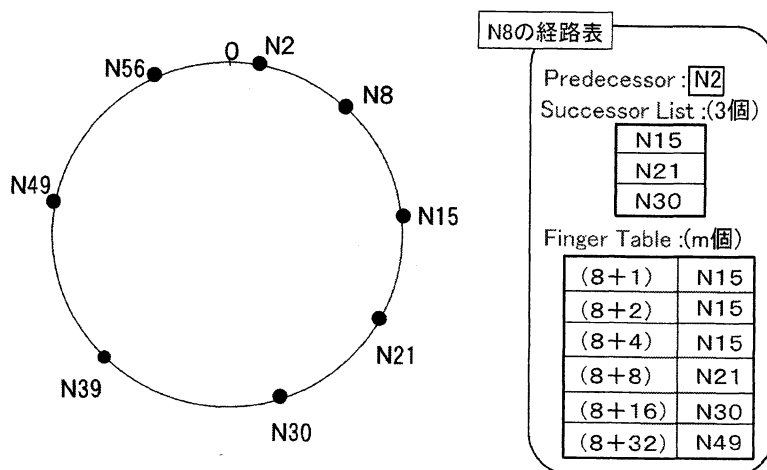 0
N2
N56
N8
N49
N15
N21
N39
N30
N8の経路表
Predecessor : N2
Successor List :(3個)
N15
N21
N30
Finger Table :(m個)
(8+1) N15
(8+2) N15
(8+4) N15
(8+8) N21
(8+16) N30
(8+32) N49